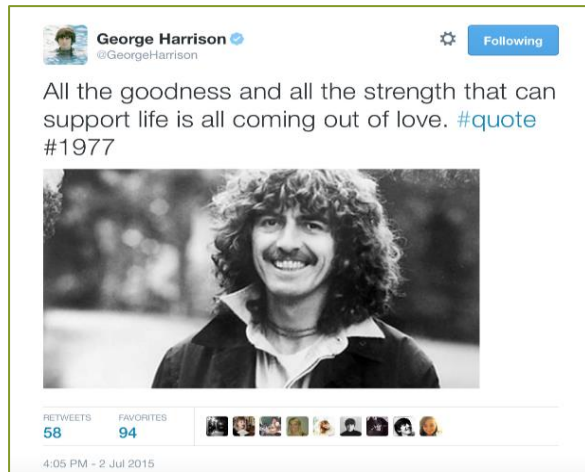 George Harrison
@GeorgeHarrison
Following
All the goodness and all the strength that can
support life is all coming out of love. #quote
#1977
RETWEETS FAVORITES
58 94
4:05 PM - 2 Jul 2015